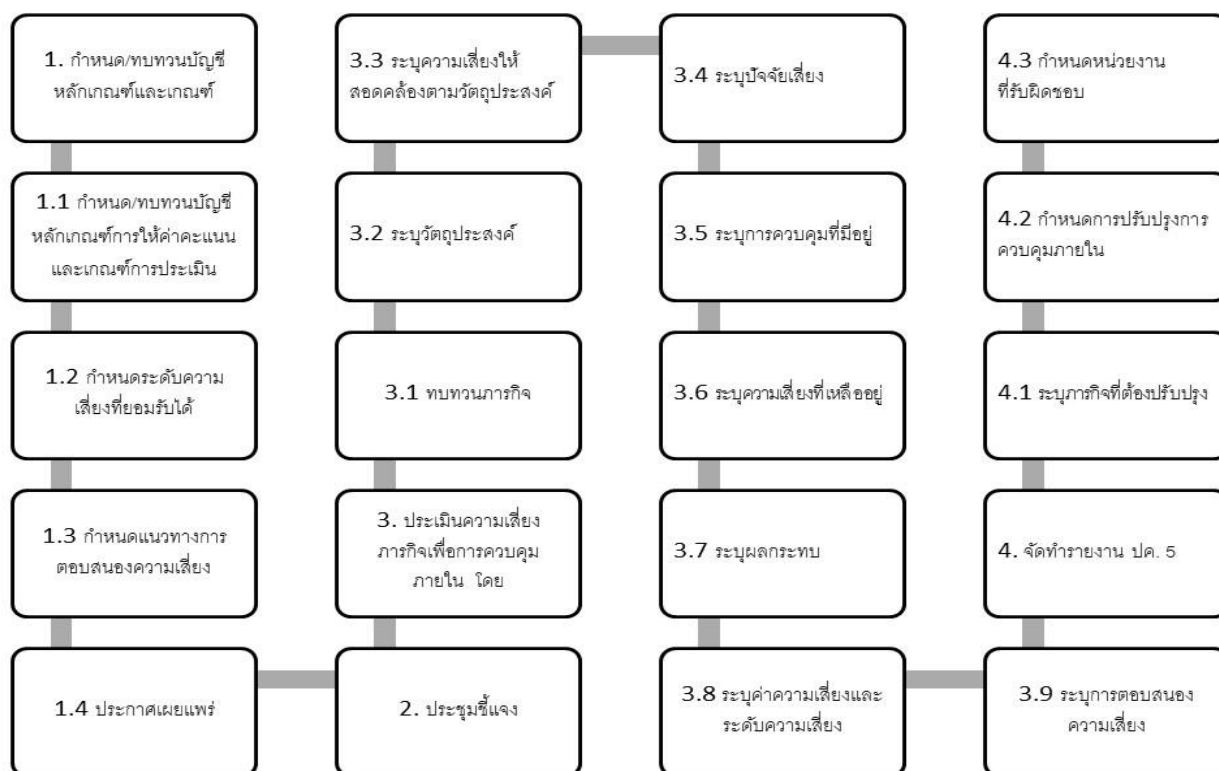 1. กำหนด/ทบทวนบัญชี
หลักเกณฑ์และเกณฑ์
1.1 กำหนด/ทบทวนบัญชี
หลักเกณฑ์การให้ค่าคะแนน
และเกณฑ์การประเมิน
1.2 กำหนดระดับความ
เสี่ยงที่ยอมรับได้
1.3 กำหนดแนวทางการ
ตอบสนองความเสี่ยง
1.4 ประกาศเผยแพร่
2. ประชุมชี้แจง
3. ประเมินความเสี่ยง
ภารกิจเพื่อการควบคุม
ภายใน โดย
3.1 ทบทวนภารกิจ
3.2 ระบุวัตถุประสงค์
3.3 ระบุความเสี่ยงให้
สอดคล้องตามวัตถุประสงค์
3.4 ระบุปัจจัยเสี่ยง
3.5 ระบุการควบคุมที่มีอยู่
3.6 ระบุความเสี่ยงที่เหลืออยู่
3.7 ระบุผลกระทบ
3.8 ระบุค่าความเสี่ยงและ
ระดับความเสี่ยง
3.9 ระบุการตอบสนอง
ความเสี่ยง
4. จัดทำรายงาน ปค. 5
4.1 ระบุภารกิจที่ต้องปรับปรุง
4.2 กำหนดการปรับปรุงการ
ควบคุมภายใน
4.3 กำหนดหน่วยงาน
ที่รับผิดชอบ